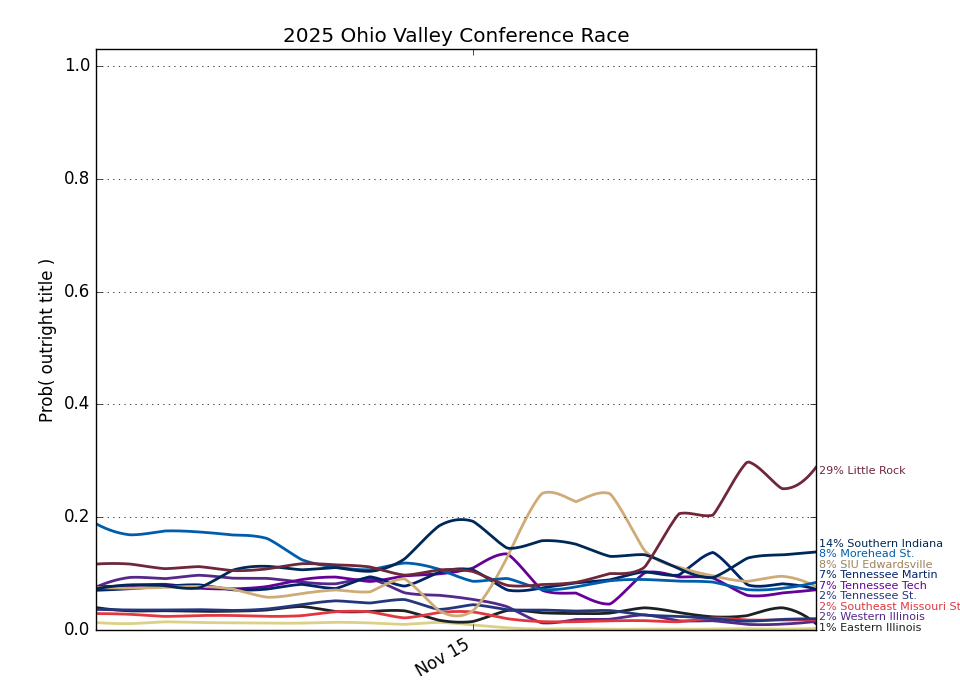 2025 Ohio Valley Conference Race
Prob( outright title )
1.0
0.8
0.6
0.4
0.2
0.0
Nov 15
29% Little Rock
14% Southern Indiana
8% Morehead St.
8% SIU Edwardsville
7% Tennessee Martin
7% Tennessee Tech
2% Tennessee St.
2% Southeast Missouri St
2% Western Illinois
1% Eastern Illinois